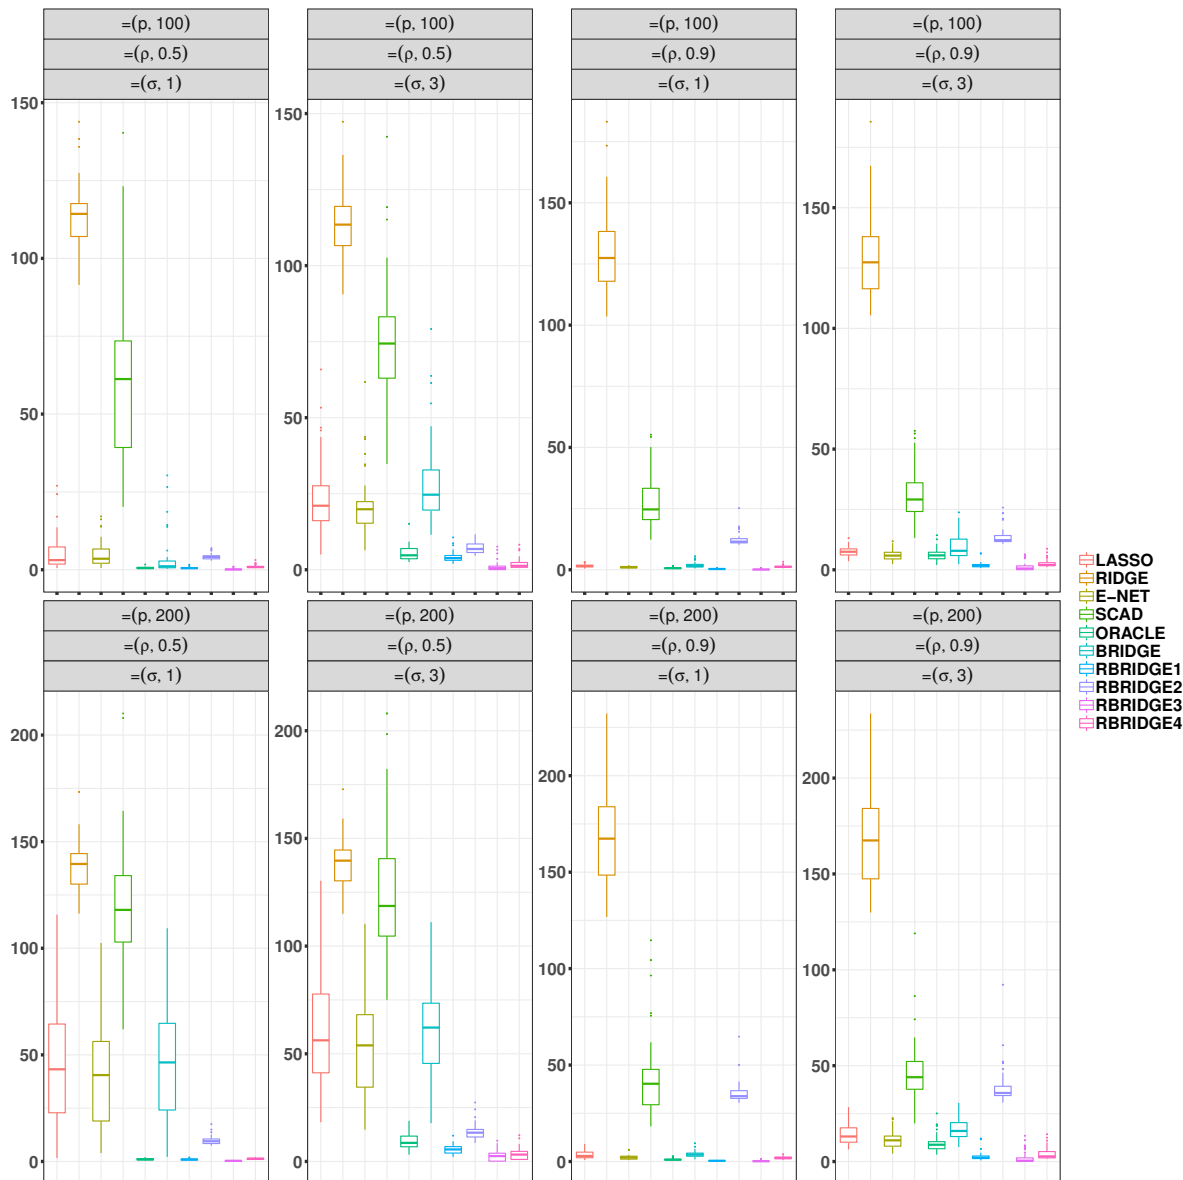 =(p, 100)
=(ρ, 0.5)
=(σ, 1)
150
100
50
0
=(p, 100)
=(ρ, 0.5)
=(σ, 3)
150
100
50
0
=(p, 100)
=(ρ, 0.9)
=(σ, 1)
150
100
50
0
=(p, 100)
=(ρ, 0.9)
=(σ, 3)
150
100
50
0
=(p, 200)
=(ρ, 0.5)
=(σ, 1)
200
150
100
50
0
=(p, 200)
=(ρ, 0.5)
=(σ, 3)
200
150
100
50
0
=(p, 200)
=(ρ, 0.9)
=(σ, 1)
200
150
100
50
0
=(p, 200)
=(ρ, 0.9)
=(σ, 3)
200
150
100
50
0
LASSO
RIDGE
E−NET
SCAD
ORACLE
BRIDGE
RBRIDGE1
RBRIDGE2
RBRIDGE3
RBRIDGE4